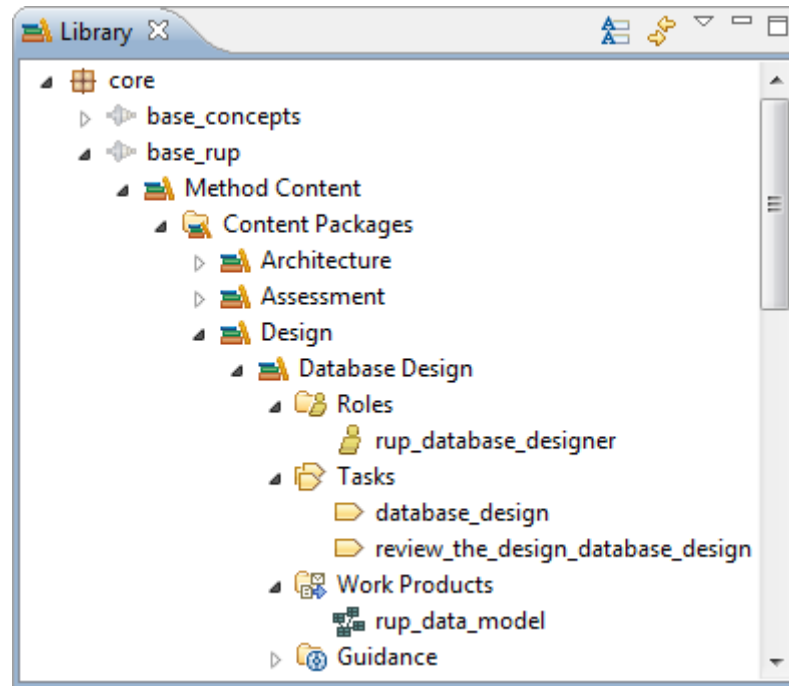 Library
core
base_concepts
base_rup
Method Content
Content Packages
Architecture
Assessment
Design
Database Design
Roles
rup_database_designer
Tasks
database_design
review_the_design_database_design
Work Products
rup_data_model
Guidance